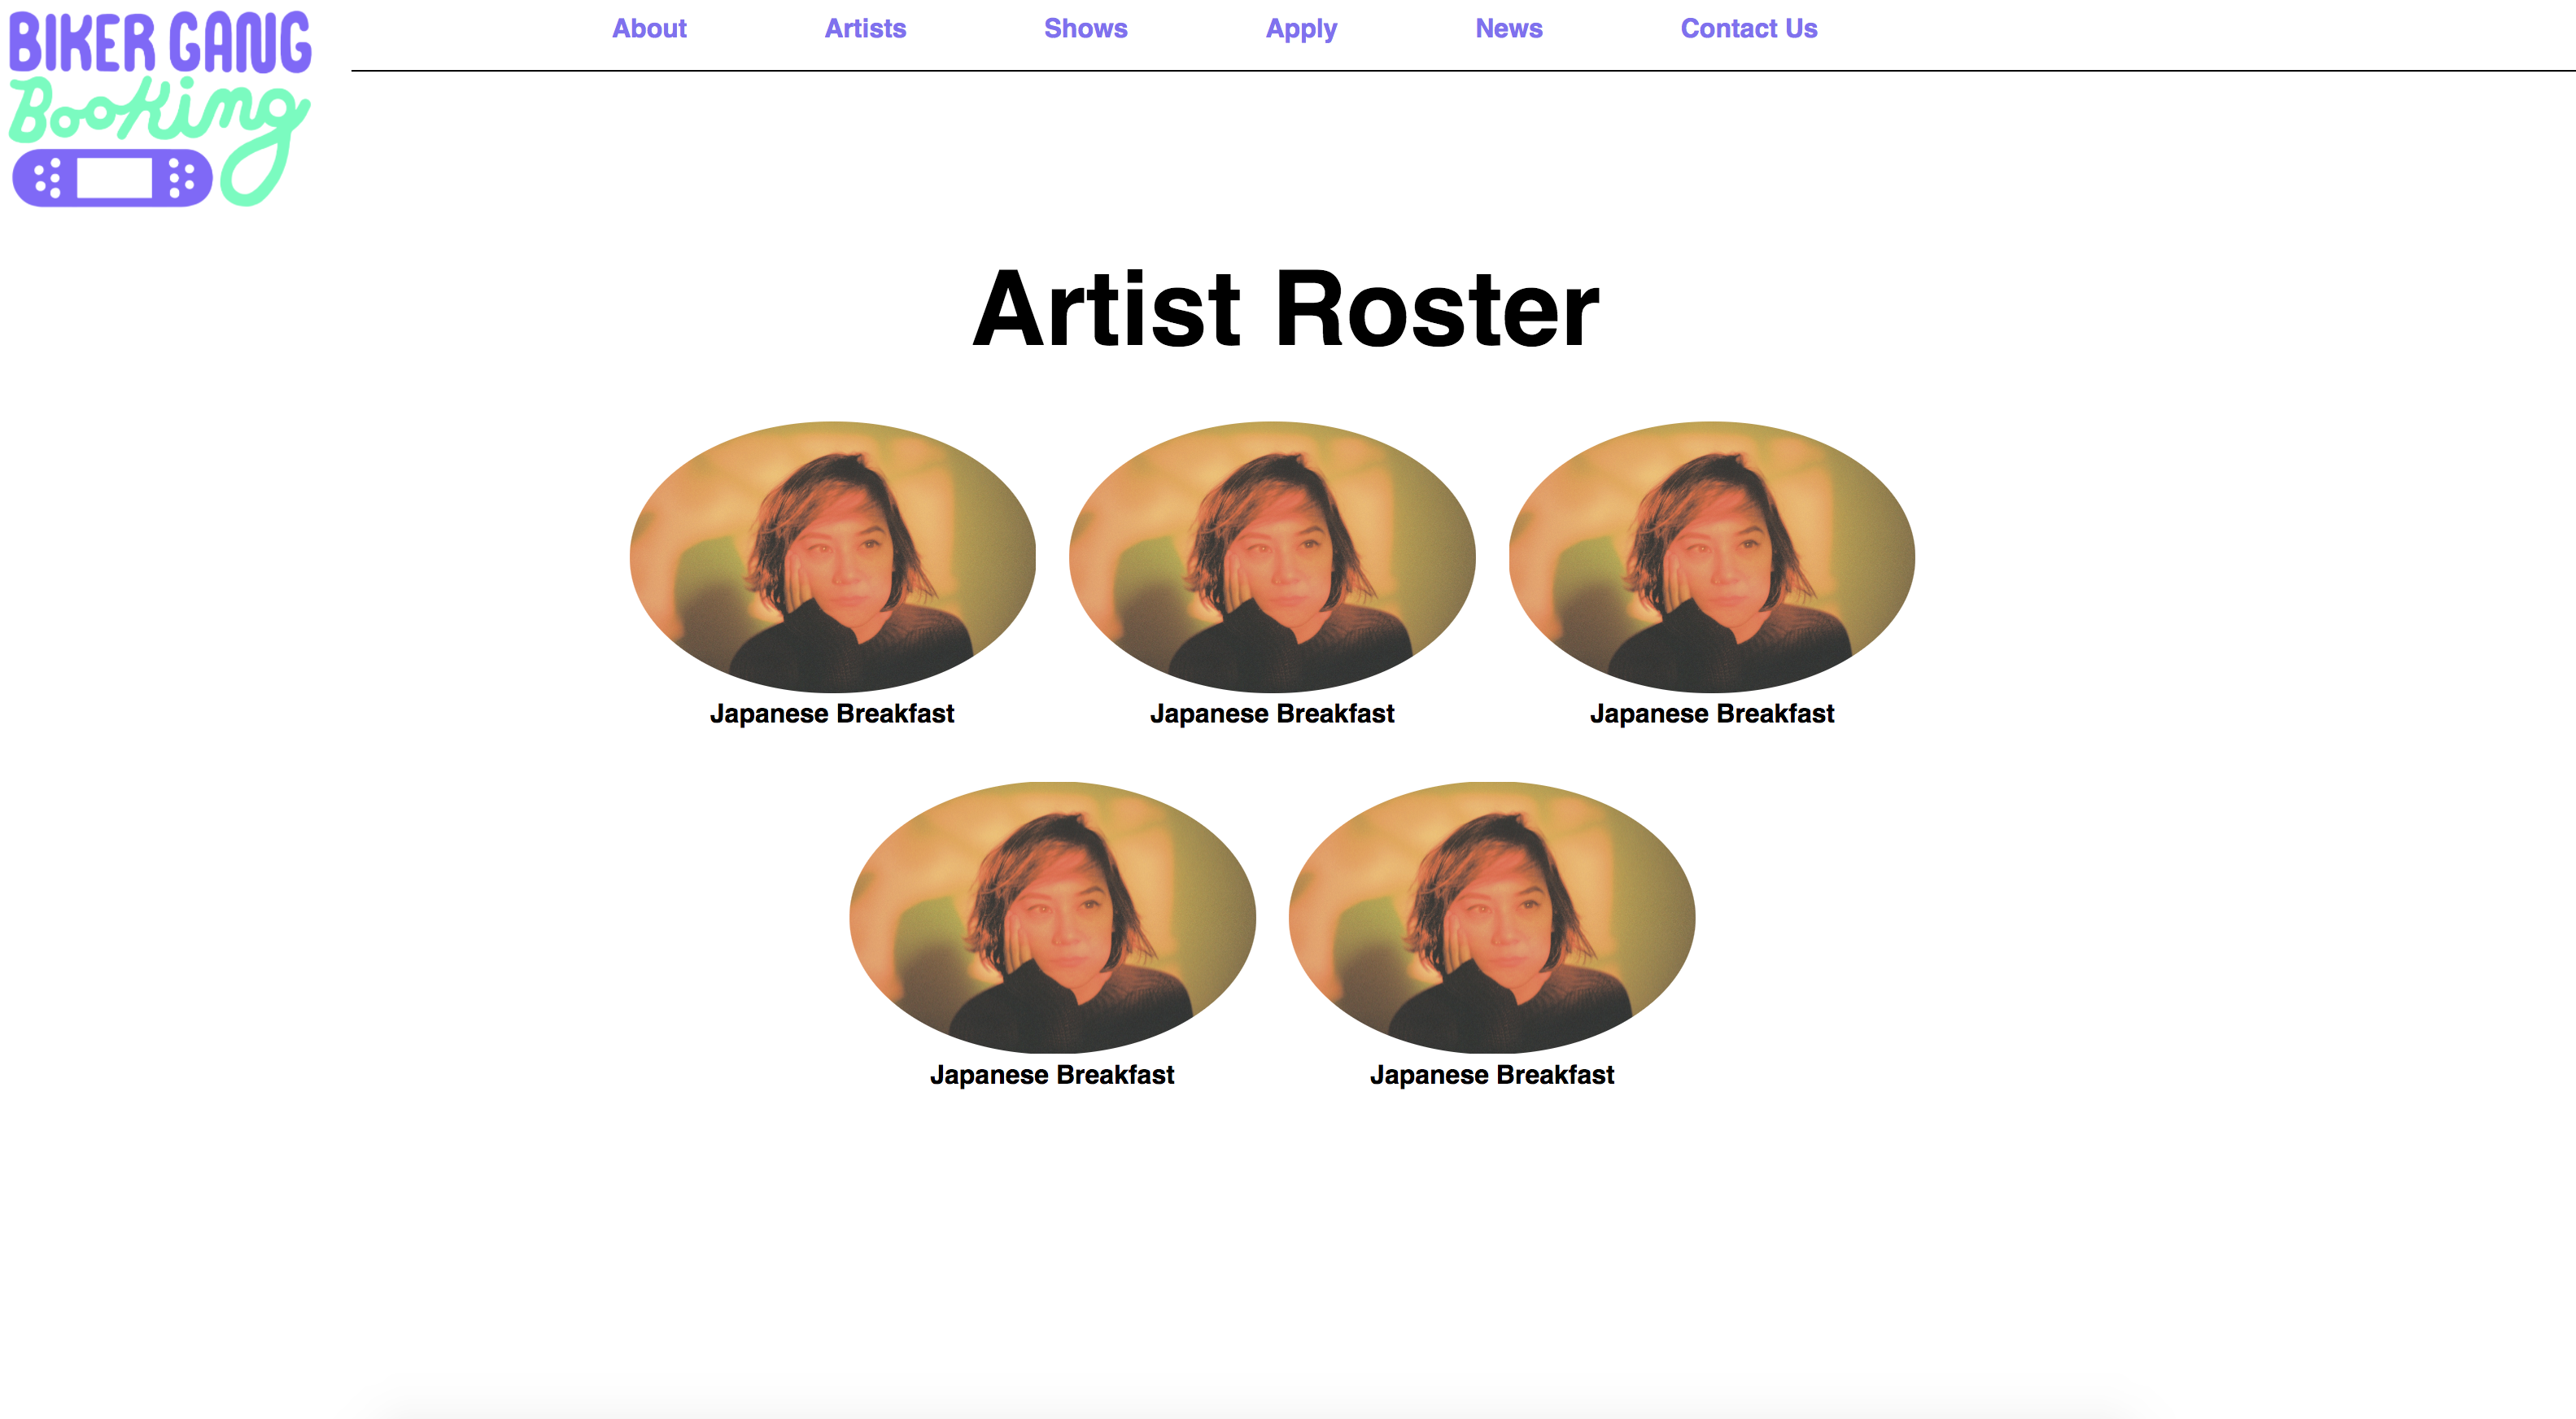 BIKER GANG
Booking
About Artists Shows Apply News Contact Us
Artist Roster
Japanese Breakfast Japanese Breakfast Japanese Breakfast
Japanese Breakfast Japanese Breakfast